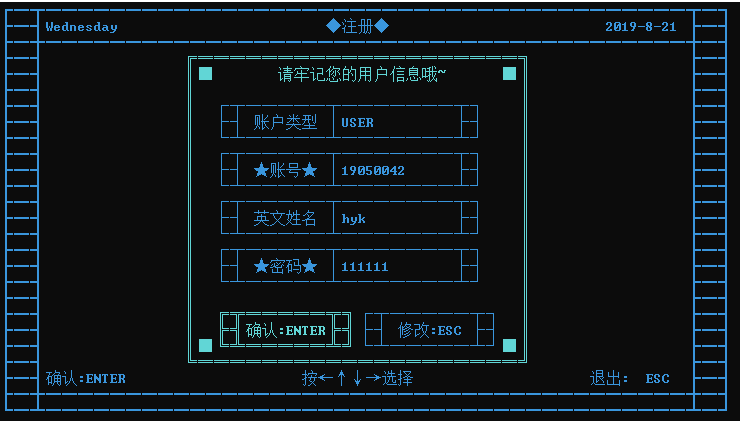 Wednesday ◆注册◆ 2019-8-21
请牢记您的用户信息哦~
账户类型 USER
★账号★ 19050042
英文姓名 hyk
★密码★ 111111
确认:ENTER 修改:ESC
确认:ENTER 按←↑↓→选择 退出: ESC